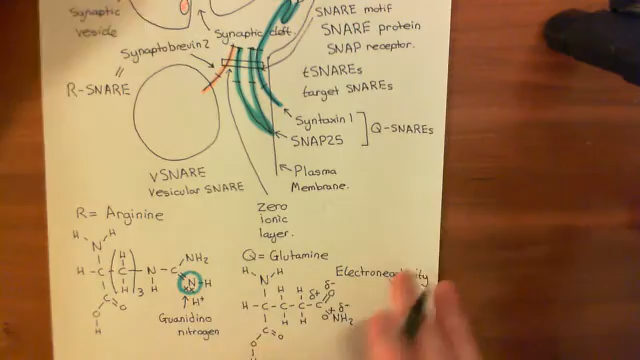 Synaptic
vesicle
Synaptic cleft.
SNARE motif
SNARE protein
SNAP receptor.
Synaptobrevin 2
R-SNARE
tSNAREs
target SNAREs
Syntaxin 1
SNAP25
Q-SNAREs
vSNARE
Vesicular SNARE
Plasma
Membrane.
Zero
ionic
layer.
R = Arginine
H H
N
H NH2
H - C - C - N - C
H H N - H
3
H+
C O
O
H
Guanidino
nitrogen
Q = Glutamine
H H
N
H H
H - C - C - C - C O
H H
NH2
δ+ δ- δ-
C O
O